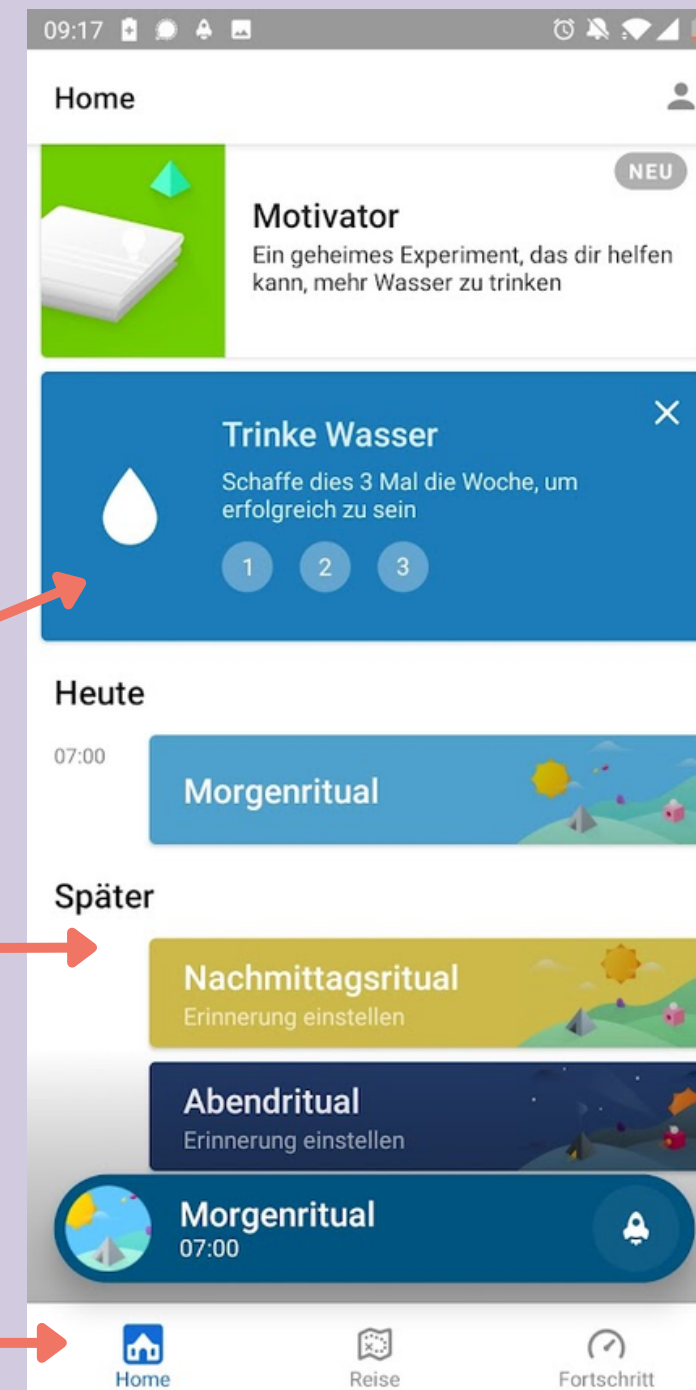 09:17
Home
NEU
Motivator
Ein geheimes Experiment, das dir helfen
kann, mehr Wasser zu trinken
Trinke Wasser
Schaffe dies 3 Mal die Woche, um
erfolgreich zu sein
1 2 3
Heute
07:00
Morgenritual
Später
Nachmittagsritual
Erinnerung einstellen
Abendritual
Erinnerung einstellen
Morgenritual
07:00
Home Reise Fortschritt